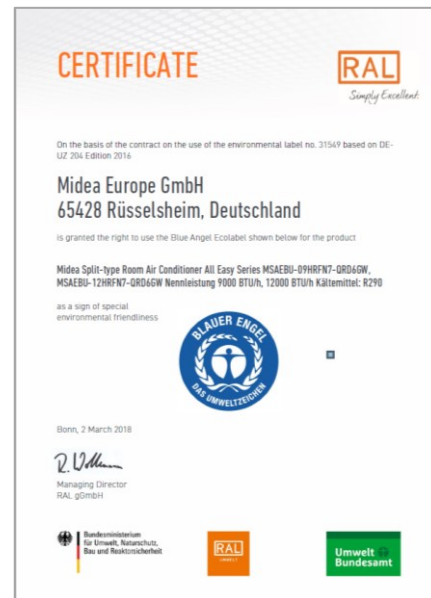 CERTIFICATE
RAL
Simply Excellent.
On the basis of the contract on the use of the environmental label no. 31549 based on DE-
UZ 204 Edition 2016
Midea Europe GmbH
65428 Rüsselsheim, Deutschland
is granted the right to use the Blue Angel Ecolabel shown below for the product
Midea Split-type Room Air Conditioner All Easy Series MSAEBU-09HRFN7-QRD6GW,
MSAEBU-12HRFN7-QRD6GW Nennleistung 9000 BTU/h, 12000 BTU/h Kältemittel: R290
as a sign of special
environmental friendliness
BLAUER ENGEL
DAS UMWELTZEICHEN
Bonn, 2 March 2018
Managing Director
RAL gGmbH
Bundesministerium
für Umwelt, Naturschutz,
Bau und Reaktorsicherheit
RAL
UMWELT
Umwelt
Bundesamt